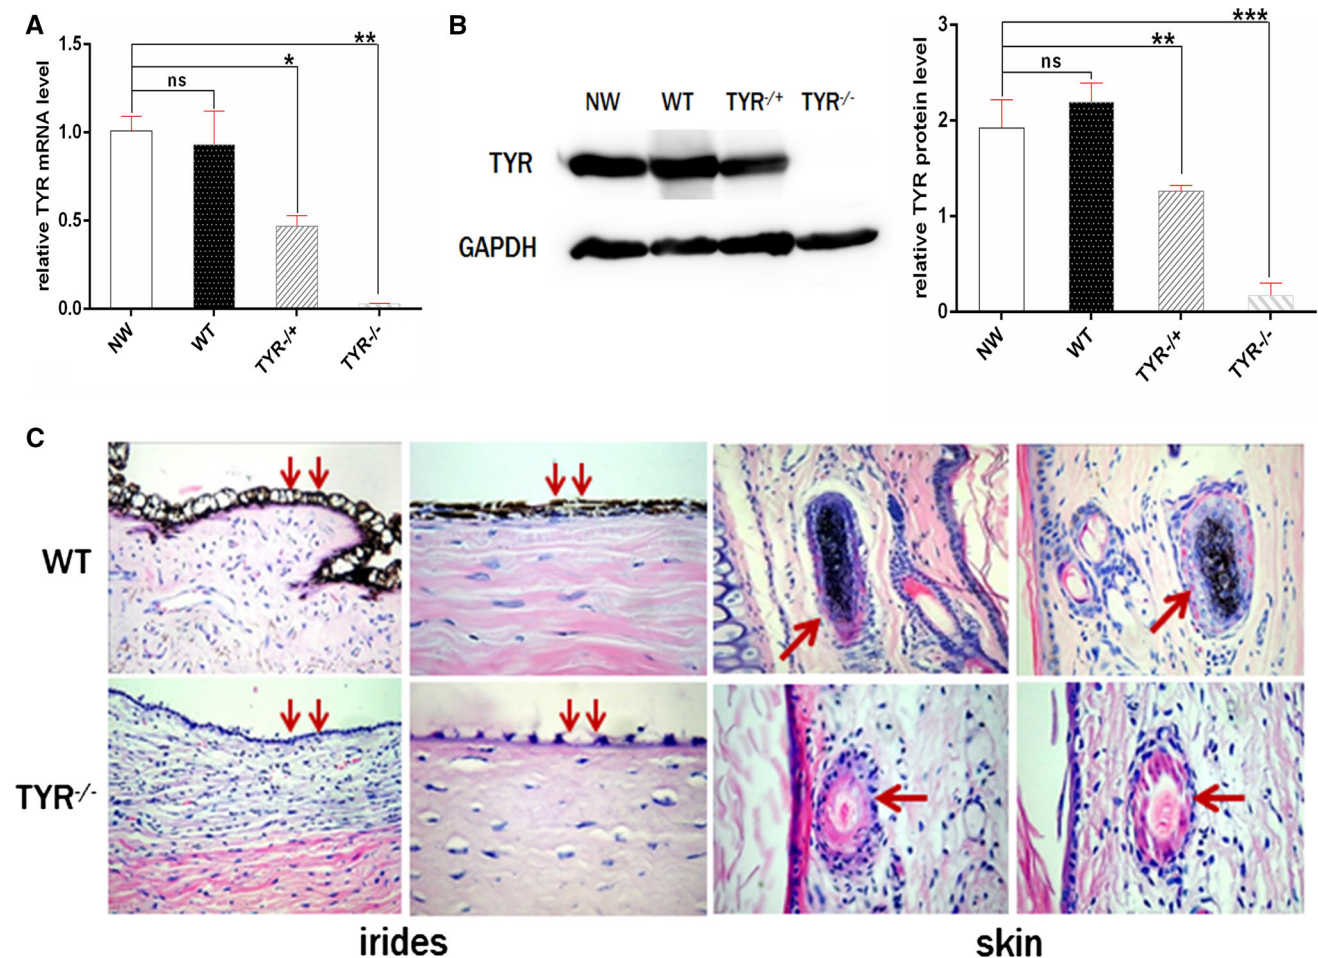 A
relative TYR mRNA level
1.5
1.0
0.5
0.0
ns
*
**
NW
WT
TYR-/+
TYR-/-
B
NW WT TYR-/+ TYR-/-
TYR
GAPDH
relative TYR protein level
3
2
1
0
ns
**
***
NW
WT
TYR-/+
TYR-/-
C
WT
TYR-/-
irides
skin